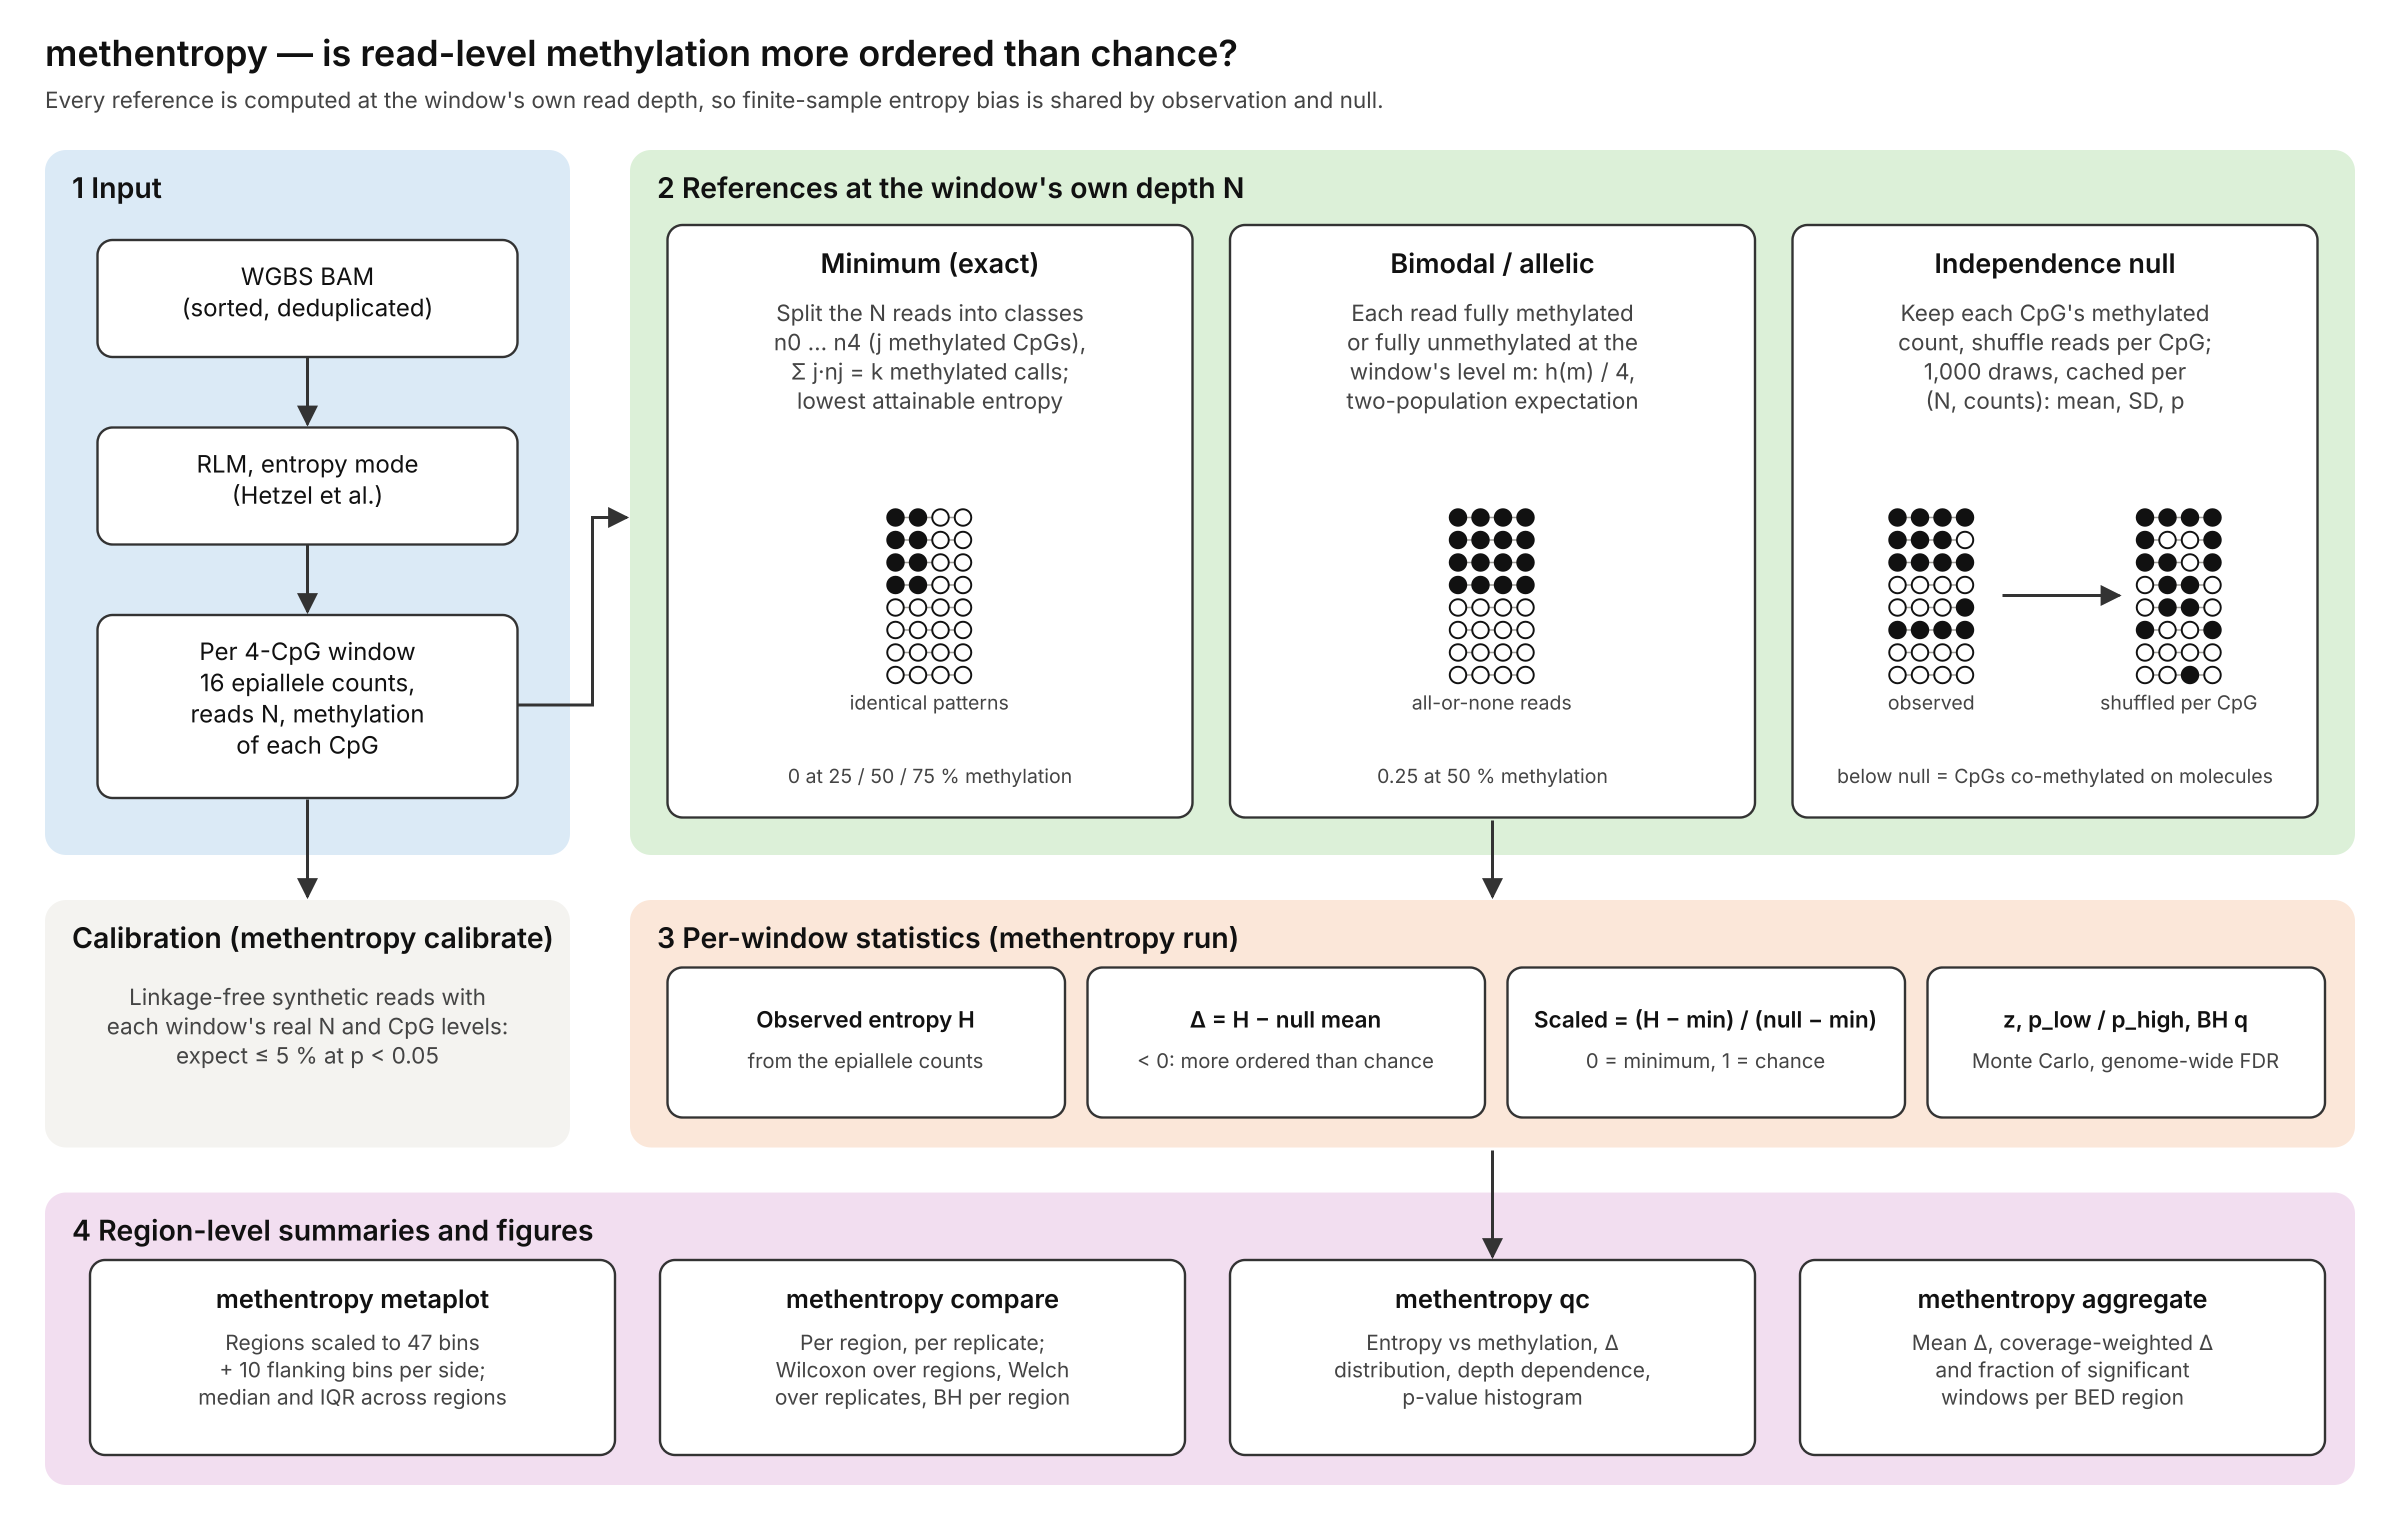 methentropy — is read-level methylation more ordered than chance?
Every reference is computed at the window's own read depth, so finite-sample entropy bias is shared by observation and null.
1 Input
WGBS BAM
(sorted, deduplicated)
RLM, entropy mode
(Hetzel et al.)
Per 4-CpG window
16 epiallele counts,
reads N, methylation
of each CpG
2 References at the window's own depth N
Minimum (exact)
Split the N reads into classes
n0 ... n4 (j methylated CpGs),
Σ j·nj = k methylated calls;
lowest attainable entropy
identical patterns
0 at 25 / 50 / 75 % methylation
Bimodal / allelic
Each read fully methylated
or fully unmethylated at the
window's level m: h(m) / 4,
two-population expectation
all-or-none reads
0.25 at 50 % methylation
Independence null
Keep each CpG's methylated
count, shuffle reads per CpG;
1,000 draws, cached per
(N, counts): mean, SD, p
observed
shuffled per CpG
below null = CpGs co-methylated on molecules
Calibration (methentropy calibrate)
Linkage-free synthetic reads with
each window's real N and CpG levels:
expect ≤ 5 % at p < 0.05
3 Per-window statistics (methentropy run)
Observed entropy H
from the epiallele counts
Δ = H − null mean
< 0: more ordered than chance
Scaled = (H − min) / (null − min)
0 = minimum, 1 = chance
z, p_low / p_high, BH q
Monte Carlo, genome-wide FDR
4 Region-level summaries and figures
methentropy metaplot
Regions scaled to 47 bins
+ 10 flanking bins per side;
median and IQR across regions
methentropy compare
Per region, per replicate;
Wilcoxon over regions, Welch
over replicates, BH per region
methentropy qc
Entropy vs methylation, Δ
distribution, depth dependence,
p-value histogram
methentropy aggregate
Mean Δ, coverage-weighted Δ
and fraction of significant
windows per BED region